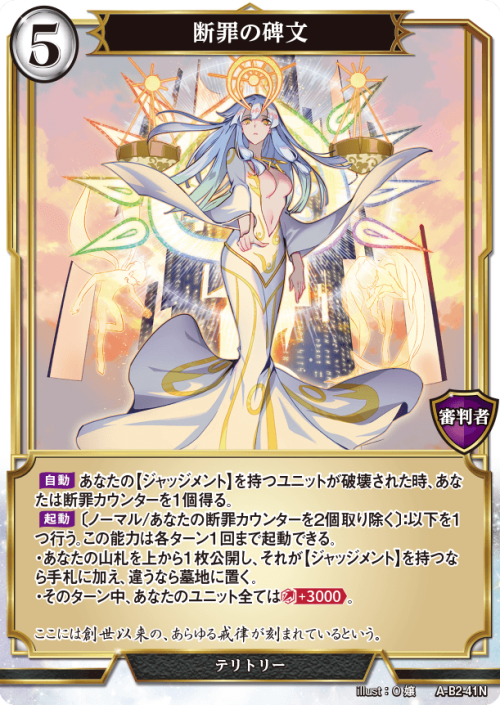 5
断罪の碑文
審判者
自動 あなたの【ジャッジメント】を持つユニットが破壊された時、あな
たは断罪カウンターを1個得る。
起動 〔ノーマル/あなたの断罪カウンターを2個取り除く〕:以下を1
つ行う。この能力は各ターン1回まで起動できる。
・あなたの山札を上から1枚公開し、それが【ジャッジメント】を持つな
ら手札に加え、違うなら墓地に置く。
・そのターン中、あなたのユニット全ては+3000。
ここには創世以来の、あらゆる戒律が刻まれているという。
テリトリー
illust:O嬢 A-B2-41N